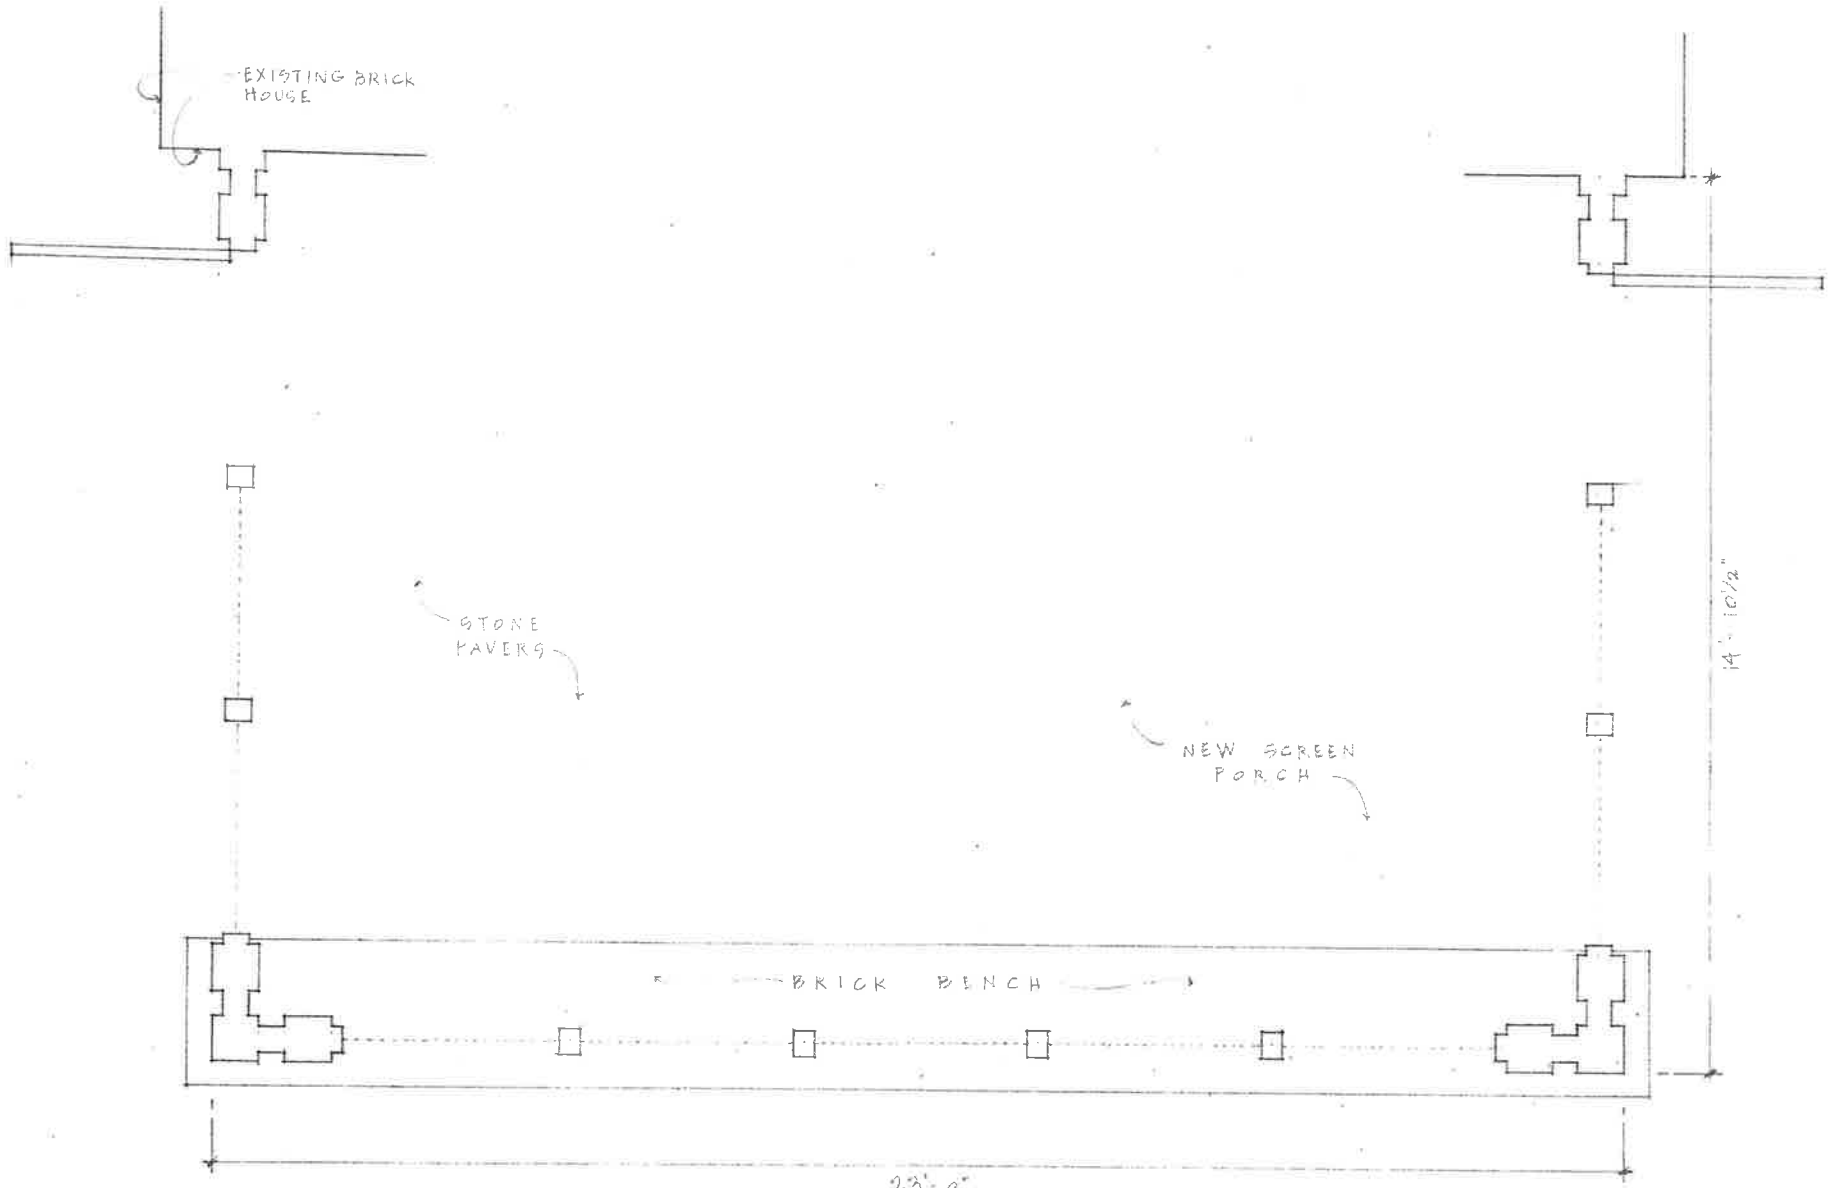 EXISTING BRICK
HOUSE
STONE
PAVERS
NEW SCREEN
PORCH
14'-10½"
BRICK BENCH